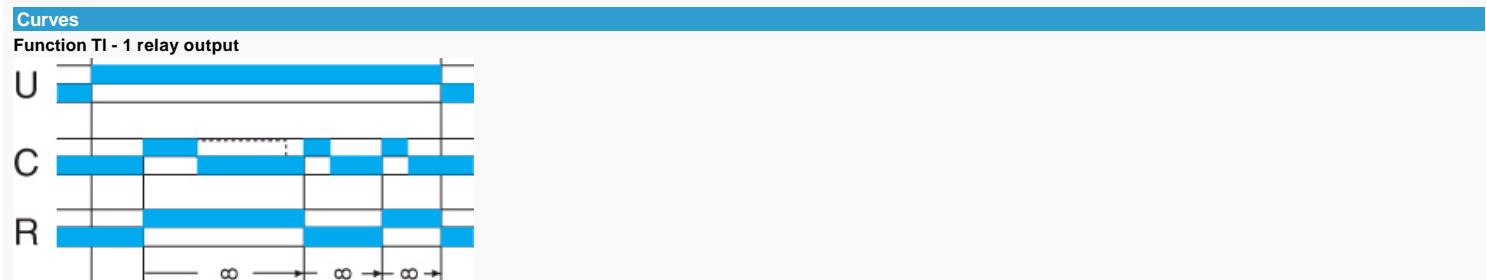 Curves
Function TI - 1 relay output
U
C
R
∞ ∞ ∞